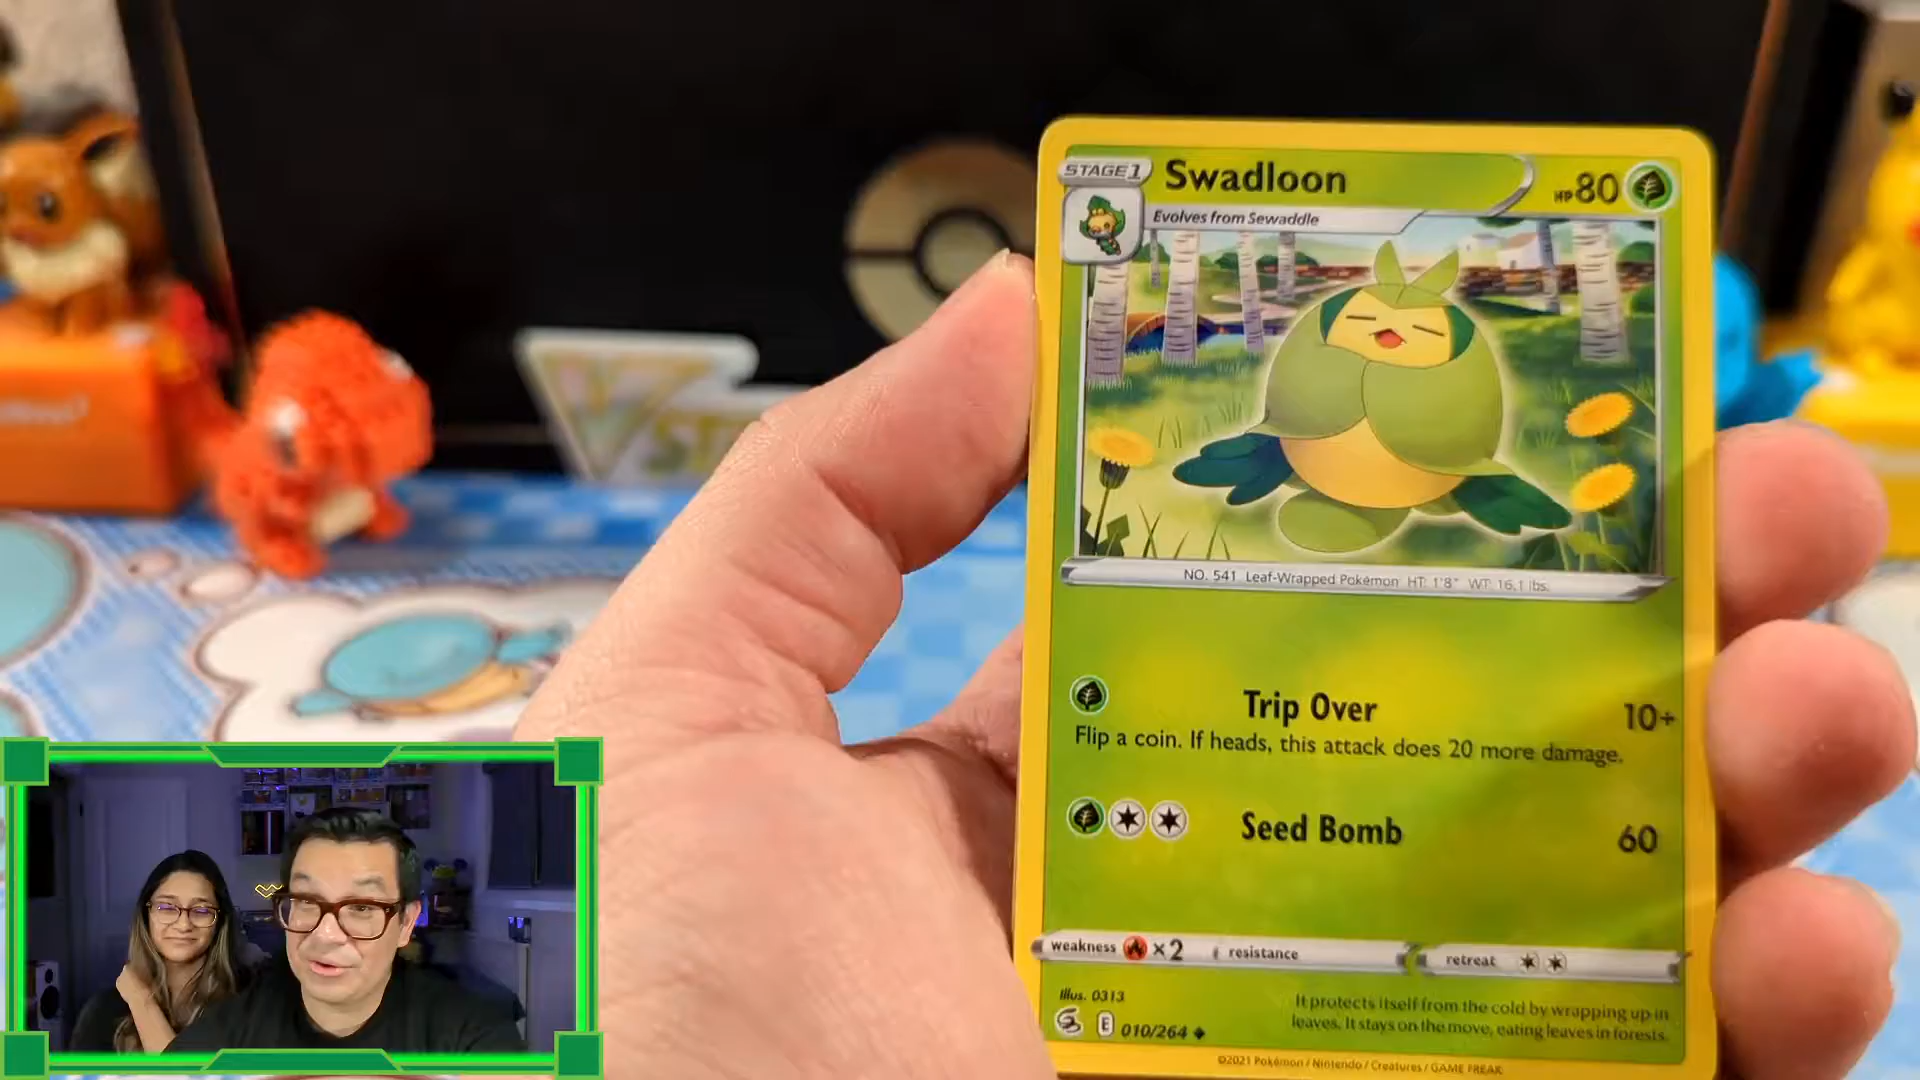 STAGE 1 Swadloon HP 80
Evolves from Sewaddle
NO. 541 Leaf-Wrapped Pokémon HT: 1'8" WT: 16.1 lbs.
Trip Over 10+
Flip a coin. If heads, this attack does 20 more damage.
Seed Bomb 60
weakness ×2 resistance retreat
Illus. 0313
It protects itself from the cold by wrapping up in
leaves. It stays on the move, eating leaves in forests.
E 010/264
©2021 Pokémon / Nintendo / Creatures / GAME FREAK